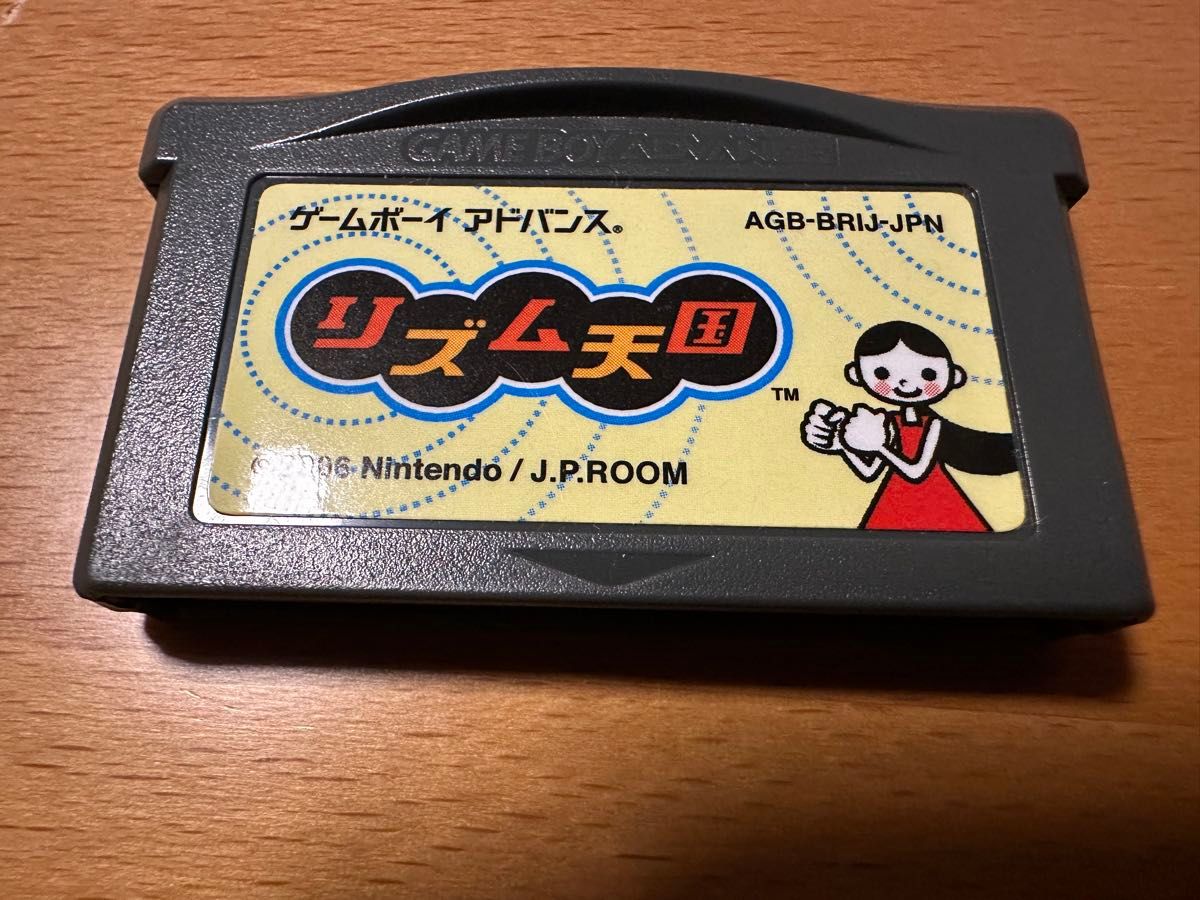 GAME BOY ADVANCE
ゲームボーイ アドバンス®
AGB-BRIJ-JPN
リズム天国
TM
© 2006 Nintendo / J.P.ROOM